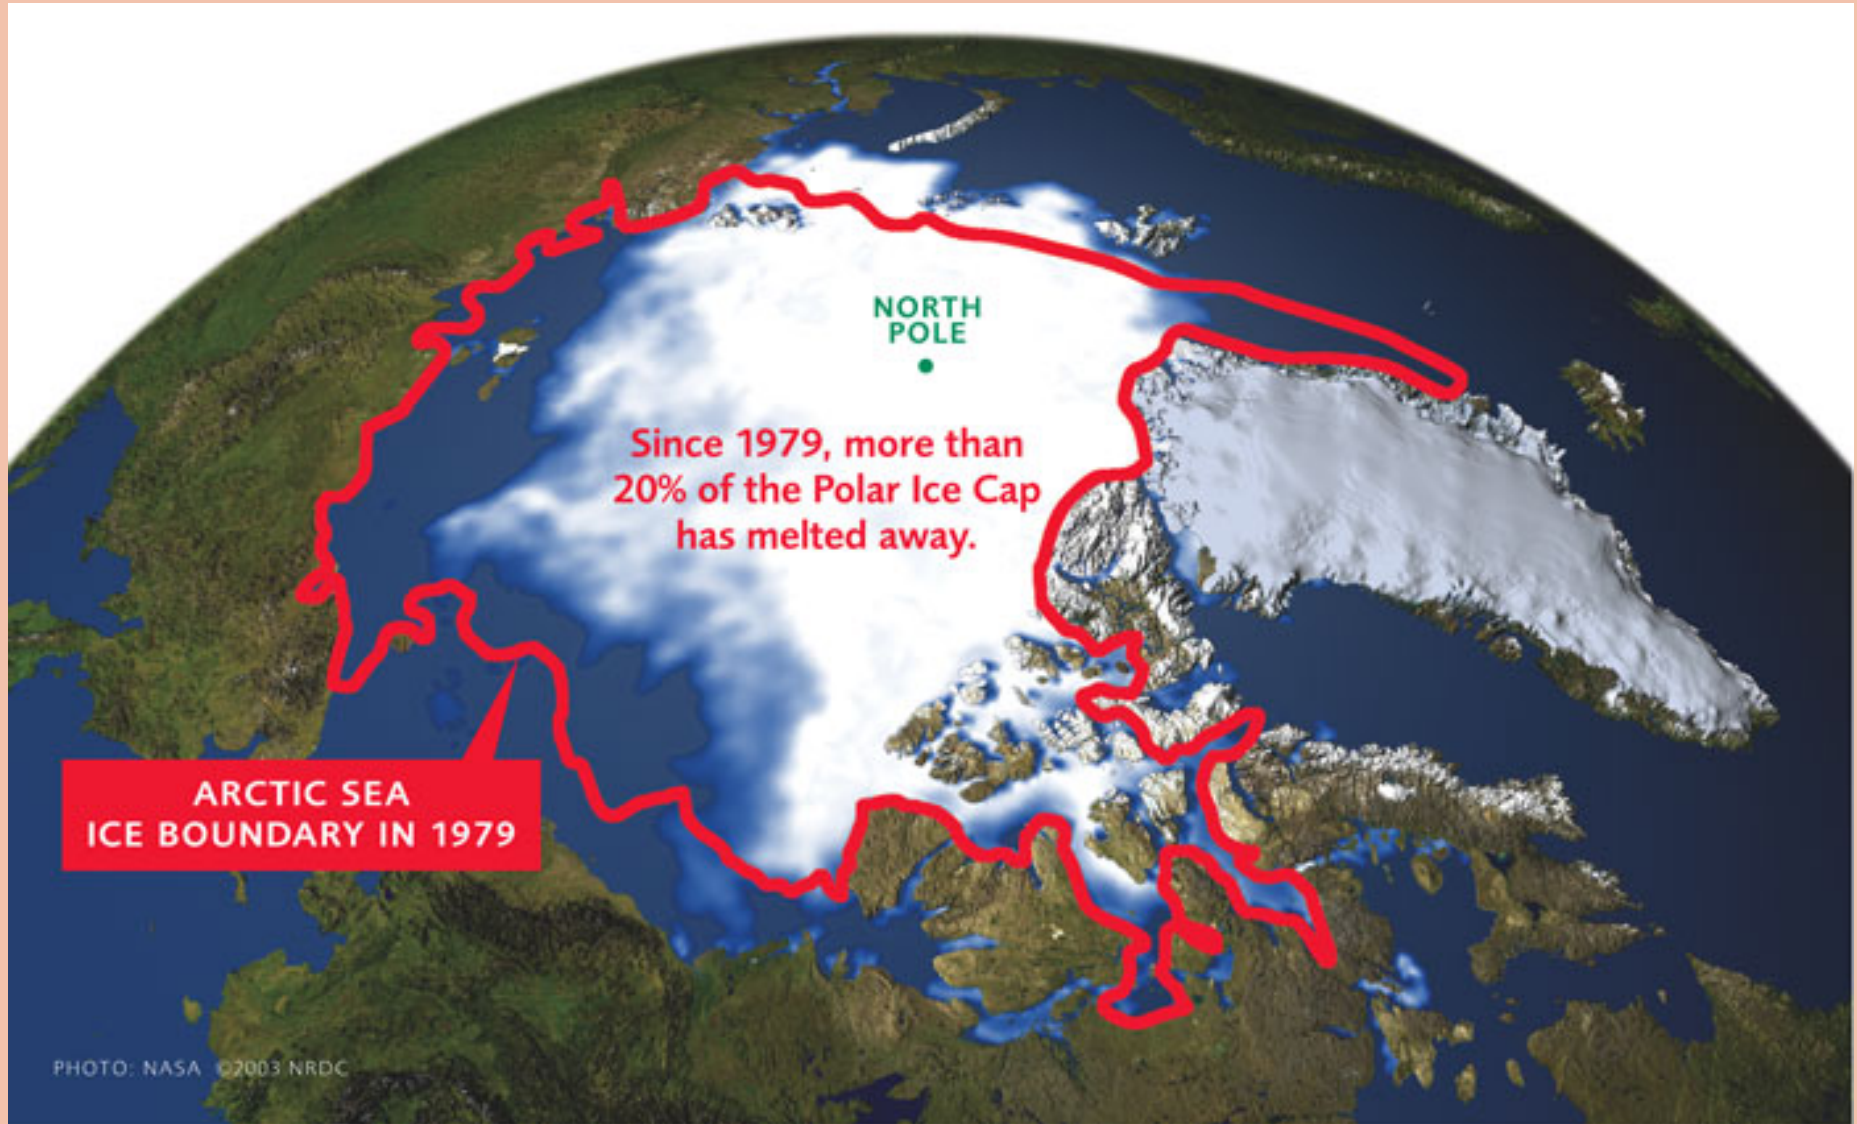 NORTH
POLE
Since 1979, more than
20% of the Polar Ice Cap
has melted away.
ARCTIC SEA
ICE BOUNDARY IN 1979
PHOTO: NASA ©2003 NRDC